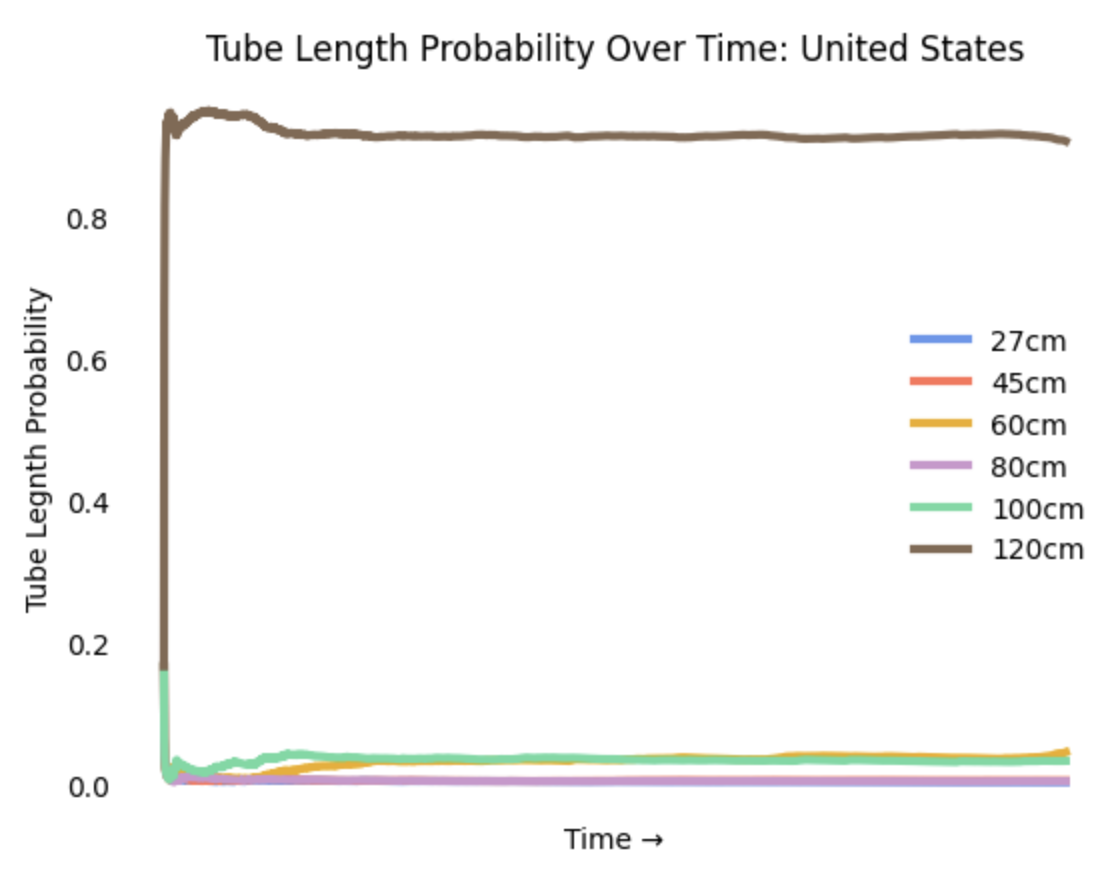 Tube Length Probability Over Time: United States
Tube Legnth Probability
0.8
0.6
0.4
0.2
0.0
27cm
45cm
60cm
80cm
100cm
120cm
Time →